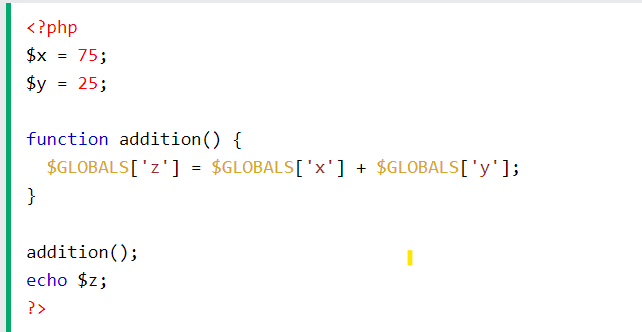 <?php
$x = 75;
$y = 25;

function addition() {
  $GLOBALS['z'] = $GLOBALS['x'] + $GLOBALS['y'];
}

addition();
echo $z;
?>